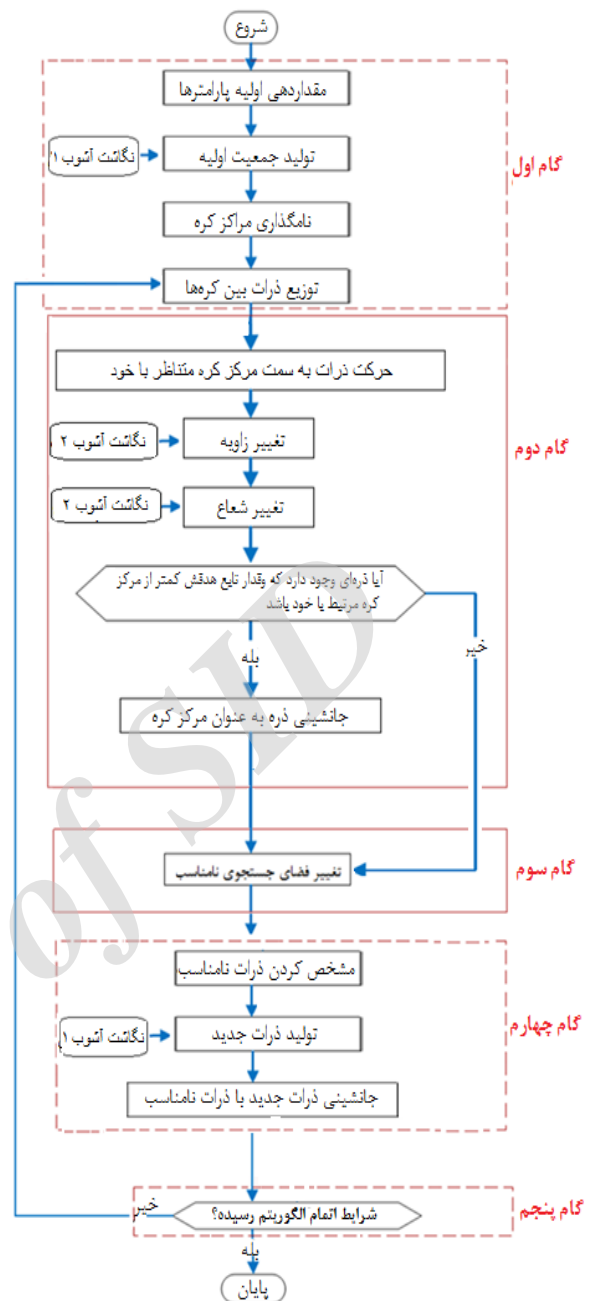 شروع
مقداردهی اولیه پارامترها
تولید جمعیت اولیه
نگاشت آشوب ۱
گام اول
نامگذاری مراکز کره
توزیع ذرات بین کره‌ها
حرکت ذرات به سمت مرکز کره متناظر با خود
تغییر زاویه
نگاشت آشوب ۲
گام دوم
تغییر شعاع
نگاشت آشوب ۲
آیا ذره‌ای وجود دارد که وقدار تابع هدفش کمتر از مرکز
کره مرتبط با خود باشد
خیر
بله
جانشینی ذره به عنوان مرکز کره
تغییر فضای جستجوی نامناسب
گام سوم
مشخص کردن ذرات نامناسب
تولید ذرات جدید
نگاشت آشوب ۱
گام چهارم
جانشینی ذرات جدید با ذرات نامناسب
شرایط اتمام الگوریتم رسیده؟
خیر
گام پنجم
بله
پایان
of SID